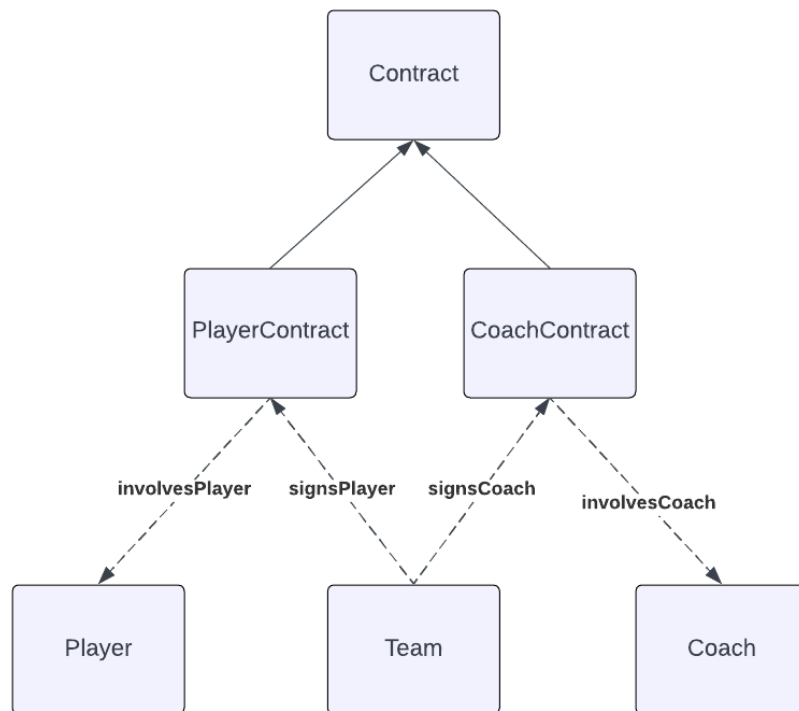 Contract
PlayerContract
CoachContract
involvesPlayer
signsPlayer
signsCoach
involvesCoach
Player
Team
Coach